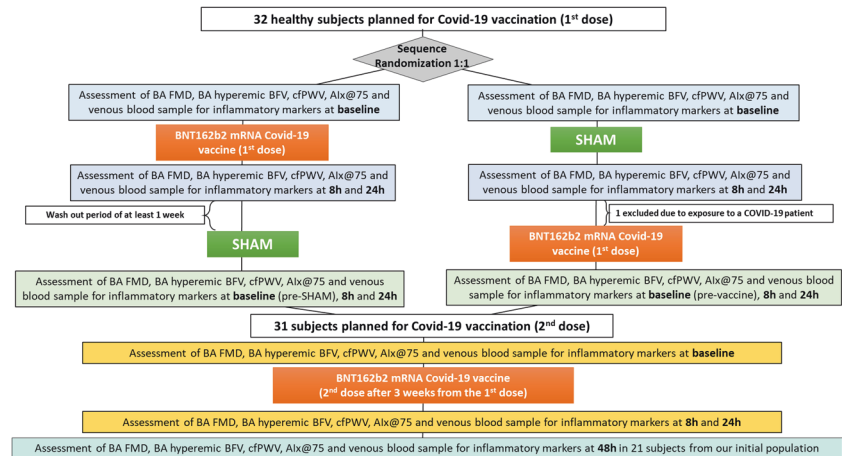 32 healthy subjects planned for Covid-19 vaccination (1st dose)
Sequence
Randomization 1:1
Assessment of BA FMD, BA hyperemic BFV, cfPWV, AIx@75 and
venous blood sample for inflammatory markers at baseline
Assessment of BA FMD, BA hyperemic BFV, cfPWV, AIx@75 and
venous blood sample for inflammatory markers at baseline
BNT162b2 mRNA Covid-19
vaccine (1st dose)
SHAM
Assessment of BA FMD, BA hyperemic BFV, cfPWV, AIx@75 and
venous blood sample for inflammatory markers at 8h and 24h
Assessment of BA FMD, BA hyperemic BFV, cfPWV, AIx@75 and
venous blood sample for inflammatory markers at 8h and 24h
Wash out period of at least 1 week
1 excluded due to exposure to a COVID-19 patient
SHAM
BNT162b2 mRNA Covid-19
vaccine (1st dose)
Assessment of BA FMD, BA hyperemic BFV, cfPWV, AIx@75 and venous
blood sample for inflammatory markers at baseline (pre-SHAM), 8h and 24h
Assessment of BA FMD, BA hyperemic BFV, cfPWV, AIx@75 and venous blood
sample for inflammatory markers at baseline (pre-vaccine), 8h and 24h
31 subjects planned for Covid-19 vaccination (2nd dose)
Assessment of BA FMD, BA hyperemic BFV, cfPWV, AIx@75 and venous blood sample for inflammatory markers at baseline
BNT162b2 mRNA Covid-19 vaccine
(2nd dose after 3 weeks from the 1st dose)
Assessment of BA FMD, BA hyperemic BFV, cfPWV, AIx@75 and venous blood sample for inflammatory markers at 8h and 24h
Assessment of BA FMD, BA hyperemic BFV, cfPWV, AIx@75 and venous blood sample for inflammatory markers at 48h in 21 subjects from our initial population